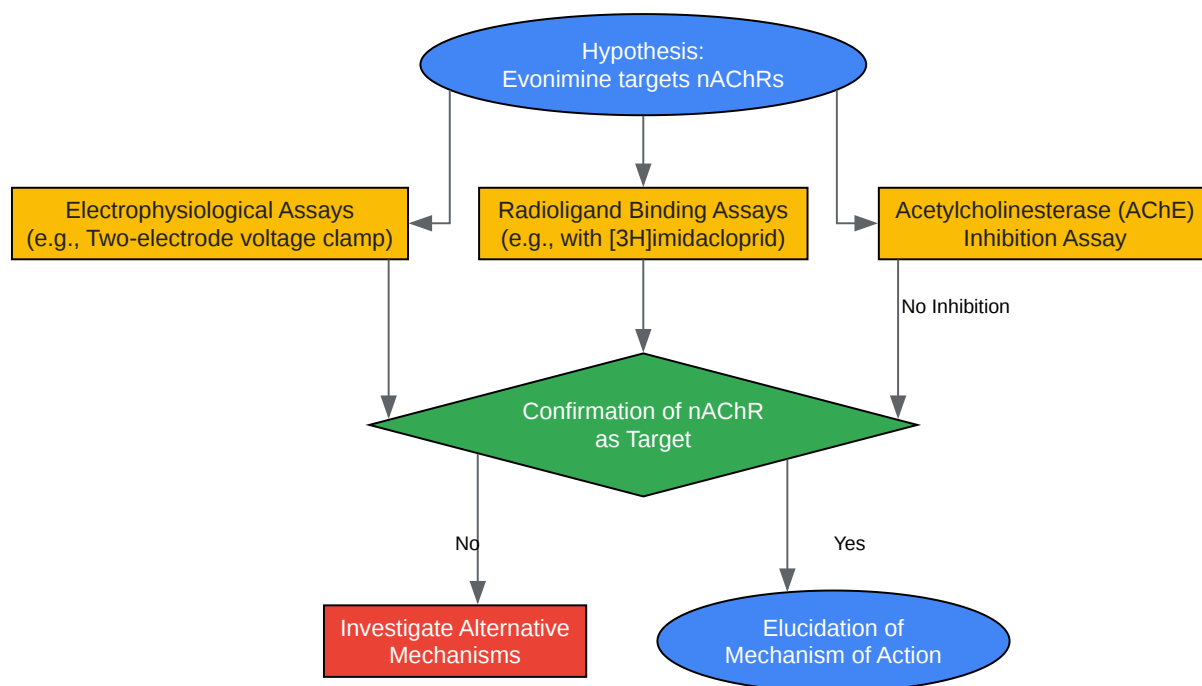 Hypothesis:
Evonimine targets nAChRs
Electrophysiological Assays
(e.g., Two-electrode voltage clamp)
Radioligand Binding Assays
(e.g., with [3H]imidacloprid)
Acetylcholinesterase (AChE)
Inhibition Assay
No Inhibition
Confirmation of nAChR
as Target
No
Yes
Investigate Alternative
Mechanisms
Elucidation of
Mechanism of Action